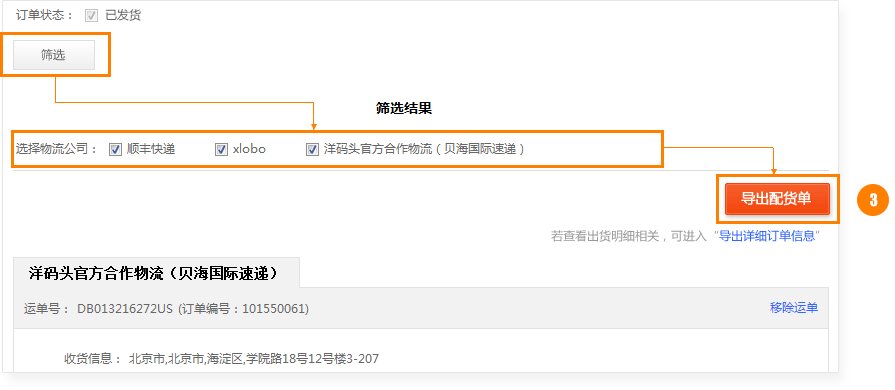 订单状态： 已发货
筛选
筛选结果
选择物流公司： 顺丰快递 xlobo 洋码头官方合作物流（贝海国际速递）
导出配货单
3
若查看出货明细相关，可进入“导出详细订单信息”
洋码头官方合作物流（贝海国际速递）
运单号： DB013216272US (订单编号：101550061) 移除运单
收货信息： 北京市,北京市,海淀区,学院路18号12号楼3-207